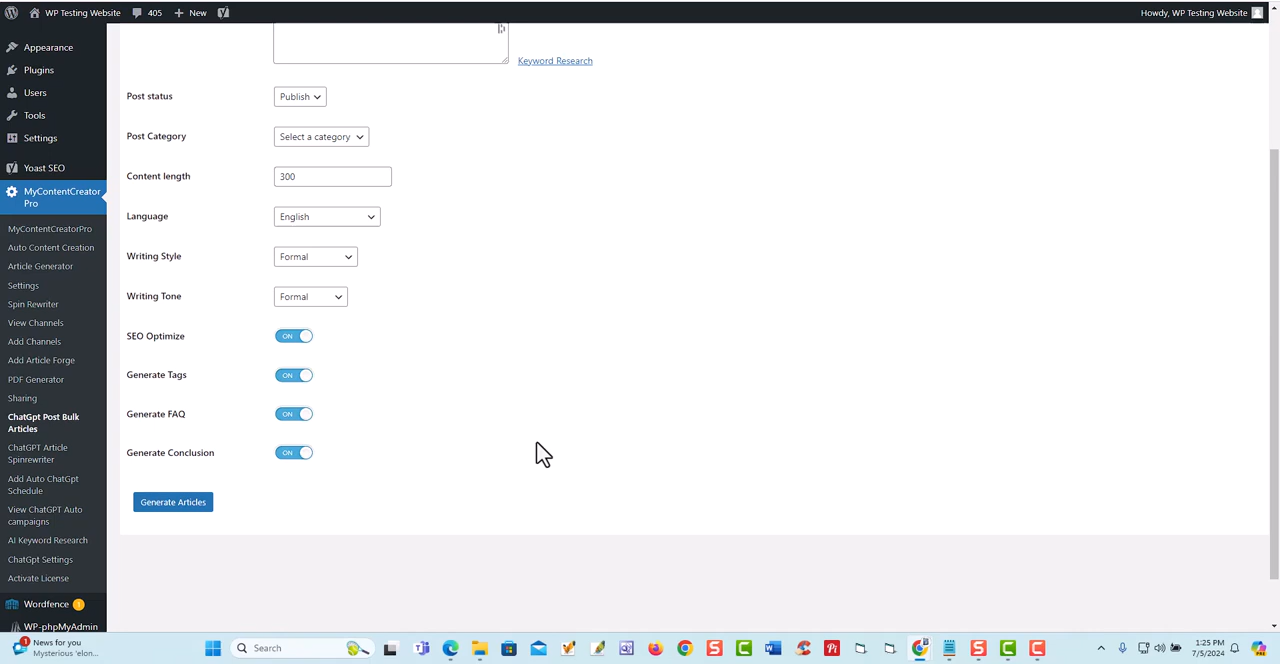 WP Testing Website
405
New
Howdy, WP Testing Website
Appearance
Plugins
Users
Tools
Settings
Yoast SEO
MyContentCreator
Pro
MyContentCreatorPro
Auto Content Creation
Article Generator
Settings
Spin Rewriter
View Channels
Add Channels
Add Article Forge
PDF Generator
Sharing
ChatGpt Post Bulk
Articles
ChatGPT Article
Spinrewriter
Add Auto ChatGpt
Schedule
View ChatGPT Auto
campaigns
AI Keyword Research
ChatGpt Settings
Activate License
Wordfence 1
WP-phpMyAdmin
Keyword Research
Post status
Publish
Post Category
Select a category
Content length
300
Language
English
Writing Style
Formal
Writing Tone
Formal
SEO Optimize
ON
Generate Tags
ON
Generate FAQ
ON
Generate Conclusion
ON
Generate Articles
1
News for you
Mysterious 'elon...
Search
1:25 PM
7/5/2024